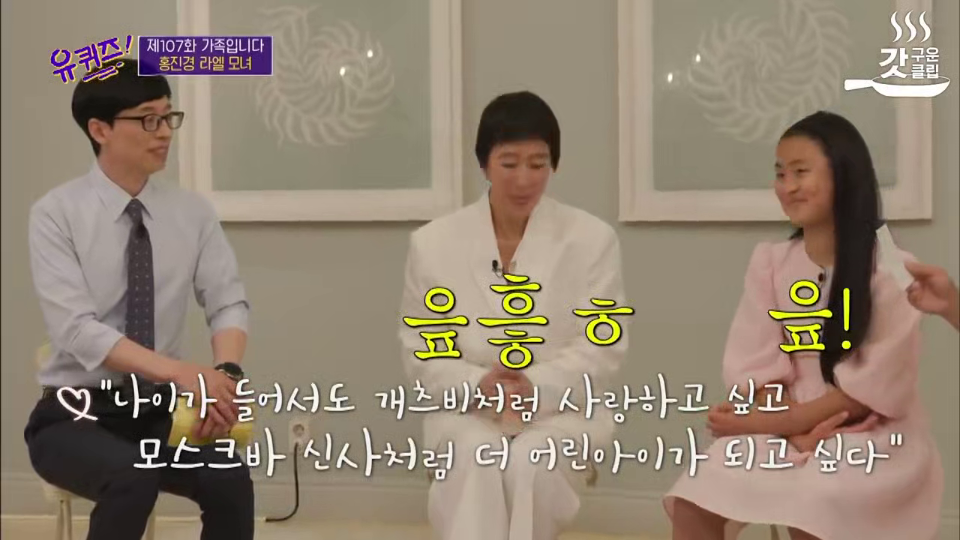 유퀴즈!
제107화 가족입니다
홍진경 라엘 모녀
갓구운
클립
읖흫ㅎ 읖!
"나이가 들어서도 개츠비처럼 사랑하고 싶고
모스크바 신사처럼 더 어린아이가 되고 싶다"